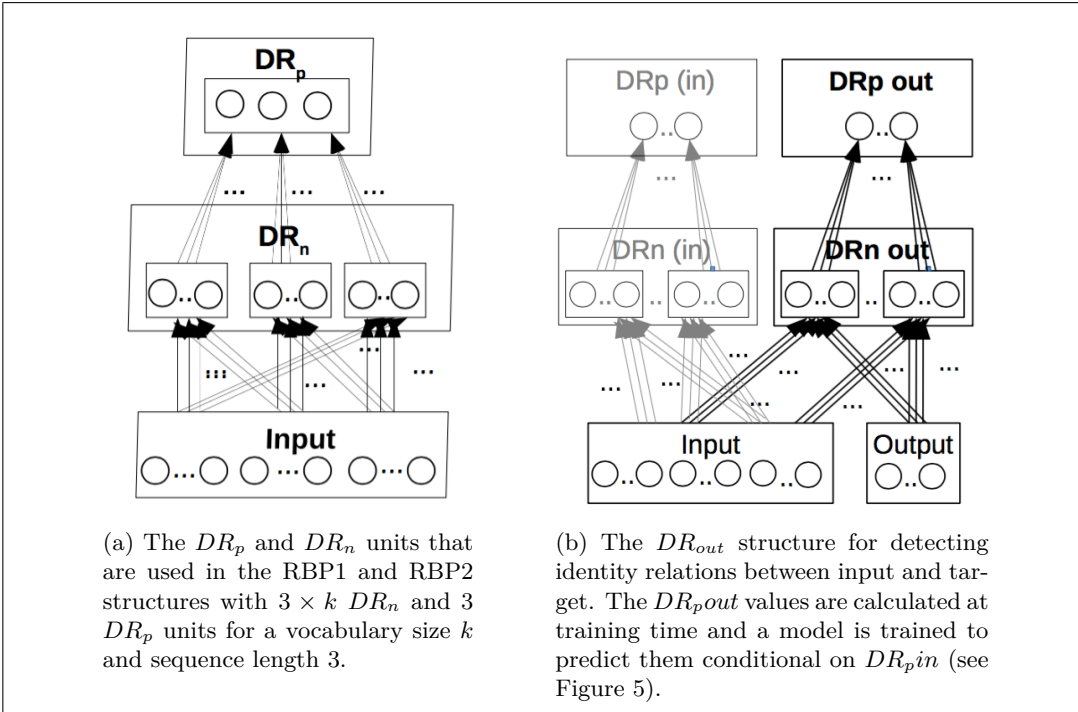 DRp
...
...
...
DRn
..
..
..
...
...
...
...
Input
...
...
...
(a) The DRp and DRn units that
are used in the RBP1 and RBP2
structures with 3 × k DRn and 3
DRp units for a vocabulary size k
and sequence length 3.
DRp (in)
DRp out
..
..
...
...
DRn (in)
DRn out
..
..
..
..
..
..
...
...
...
...
...
...
Input
Output
..
..
..
..
(b) The DRout structure for detecting
identity relations between input and tar-
get. The DRpout values are calculated at
training time and a model is trained to
predict them conditional on DRpin (see
Figure 5).